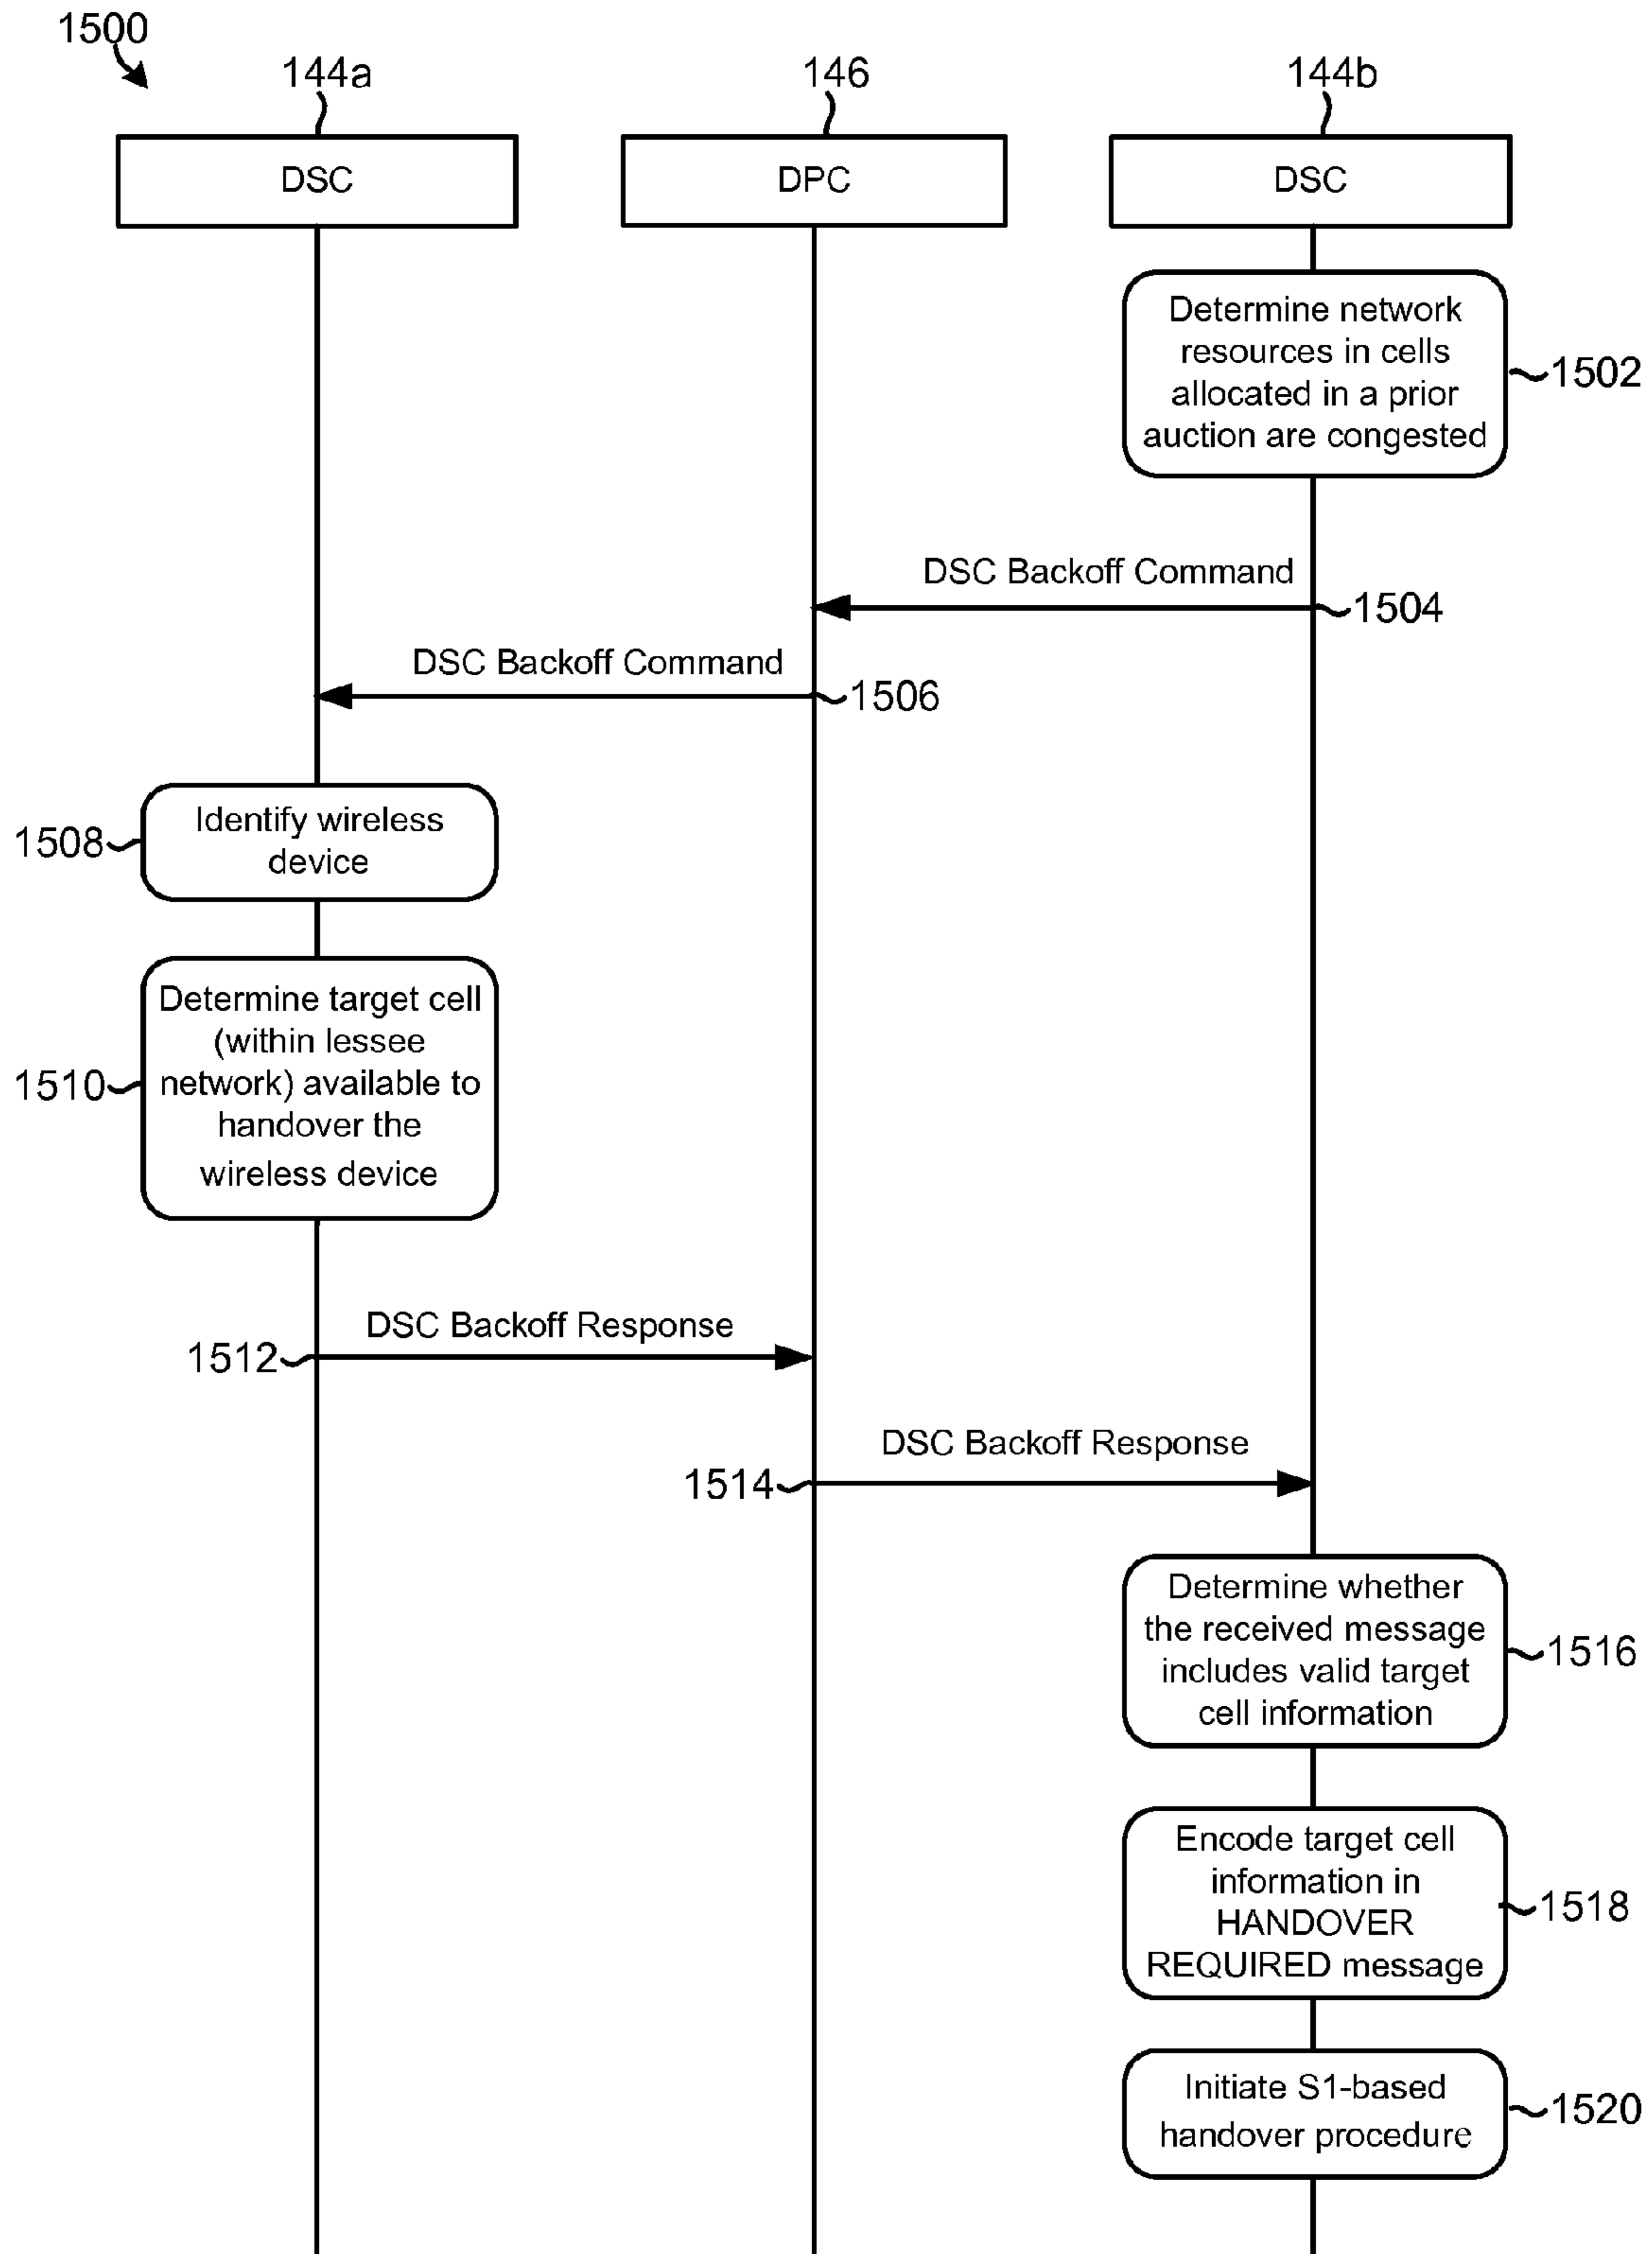 1500
144a
146
144b
DSC
DPC
DSC
Determine network
resources in cells
allocated in a prior
auction are congested
1502
DSC Backoff Command
1504
DSC Backoff Command
1506
Identify wireless
device
1508
Determine target cell
(within lessee
network) available to
handover the
wireless device
1510
DSC Backoff Response
1512
DSC Backoff Response
1514
Determine whether
the received message
includes valid target
cell information
1516
Encode target cell
information in
HANDOVER
REQUIRED message
1518
Initiate S1-based
handover procedure
1520